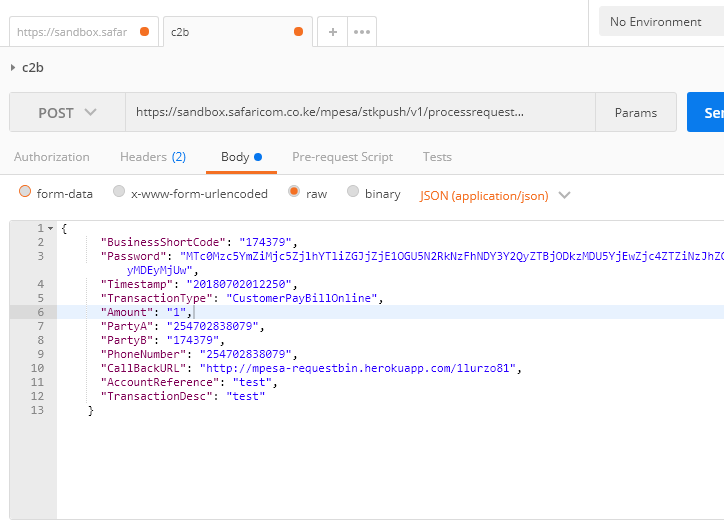 https://sandbox.safar
c2b
+
•••
No Environment
c2b
POST
https://sandbox.safaricom.co.ke/mpesa/stkpush/v1/processrequest...
Params
Ser
Authorization
Headers (2)
Body
Pre-request Script
Tests
form-data
x-www-form-urlencoded
raw
binary
JSON (application/json)
1 {
2 "BusinessShortCode": "174379",
3 "Password": "MTc0Mzc5YmZiMjc5ZjlhYTliZGJjZjE1OGU5N2RkNzFhNDY3Y2QyZTBjODkzMDU5YjEwZjc4ZTZiNzJhZG
yMDEyMjUw",
4 "Timestamp": "20180702012250",
5 "TransactionType": "CustomerPayBillOnline",
6 "Amount": "1",
7 "PartyA": "254702838079",
8 "PartyB": "174379",
9 "PhoneNumber": "254702838079",
10 "CallBackURL": "http://mpesa-requestbin.herokuapp.com/1lurzo81",
11 "AccountReference": "test",
12 "TransactionDesc": "test"
13 }